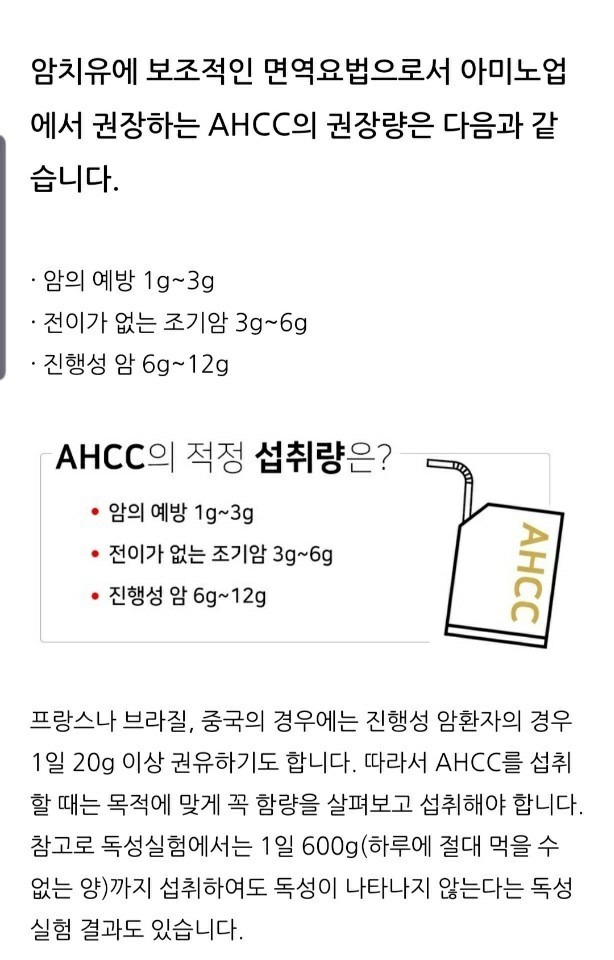 암치유에 보조적인 면역요법으로서 아미노업
에서 권장하는 AHCC의 권장량은 다음과 같
습니다.
· 암의 예방 1g~3g
· 전이가 없는 조기암 3g~6g
· 진행성 암 6g~12g
AHCC의 적정 섭취량은?
• 암의 예방 1g~3g
• 전이가 없는 조기암 3g~6g
• 진행성 암 6g~12g
AHCC
프랑스나 브라질, 중국의 경우에는 진행성 암환자의 경우
1일 20g 이상 권유하기도 합니다. 따라서 AHCC를 섭취
할 때는 목적에 맞게 꼭 함량을 살펴보고 섭취해야 합니다.
참고로 독성실험에서는 1일 600g(하루에 절대 먹을 수
없는 양)까지 섭취하여도 독성이 나타나지 않는다는 독성
실험 결과도 있습니다.